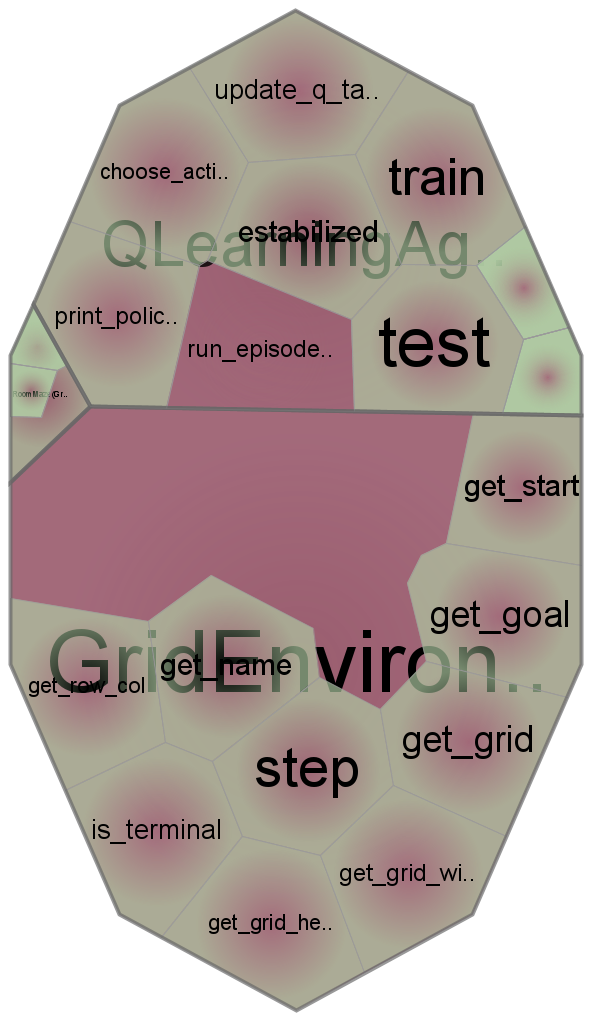 update_q_ta..
choose_acti..
train
estabilized
QLearningAg..
print_polic..
run_episode..
test
RoomMaze(Gr..
get_start
get_goal
GridEnviron..
get_name
get_row_col
get_grid
step
is_terminal
get_grid_wi..
get_grid_he..